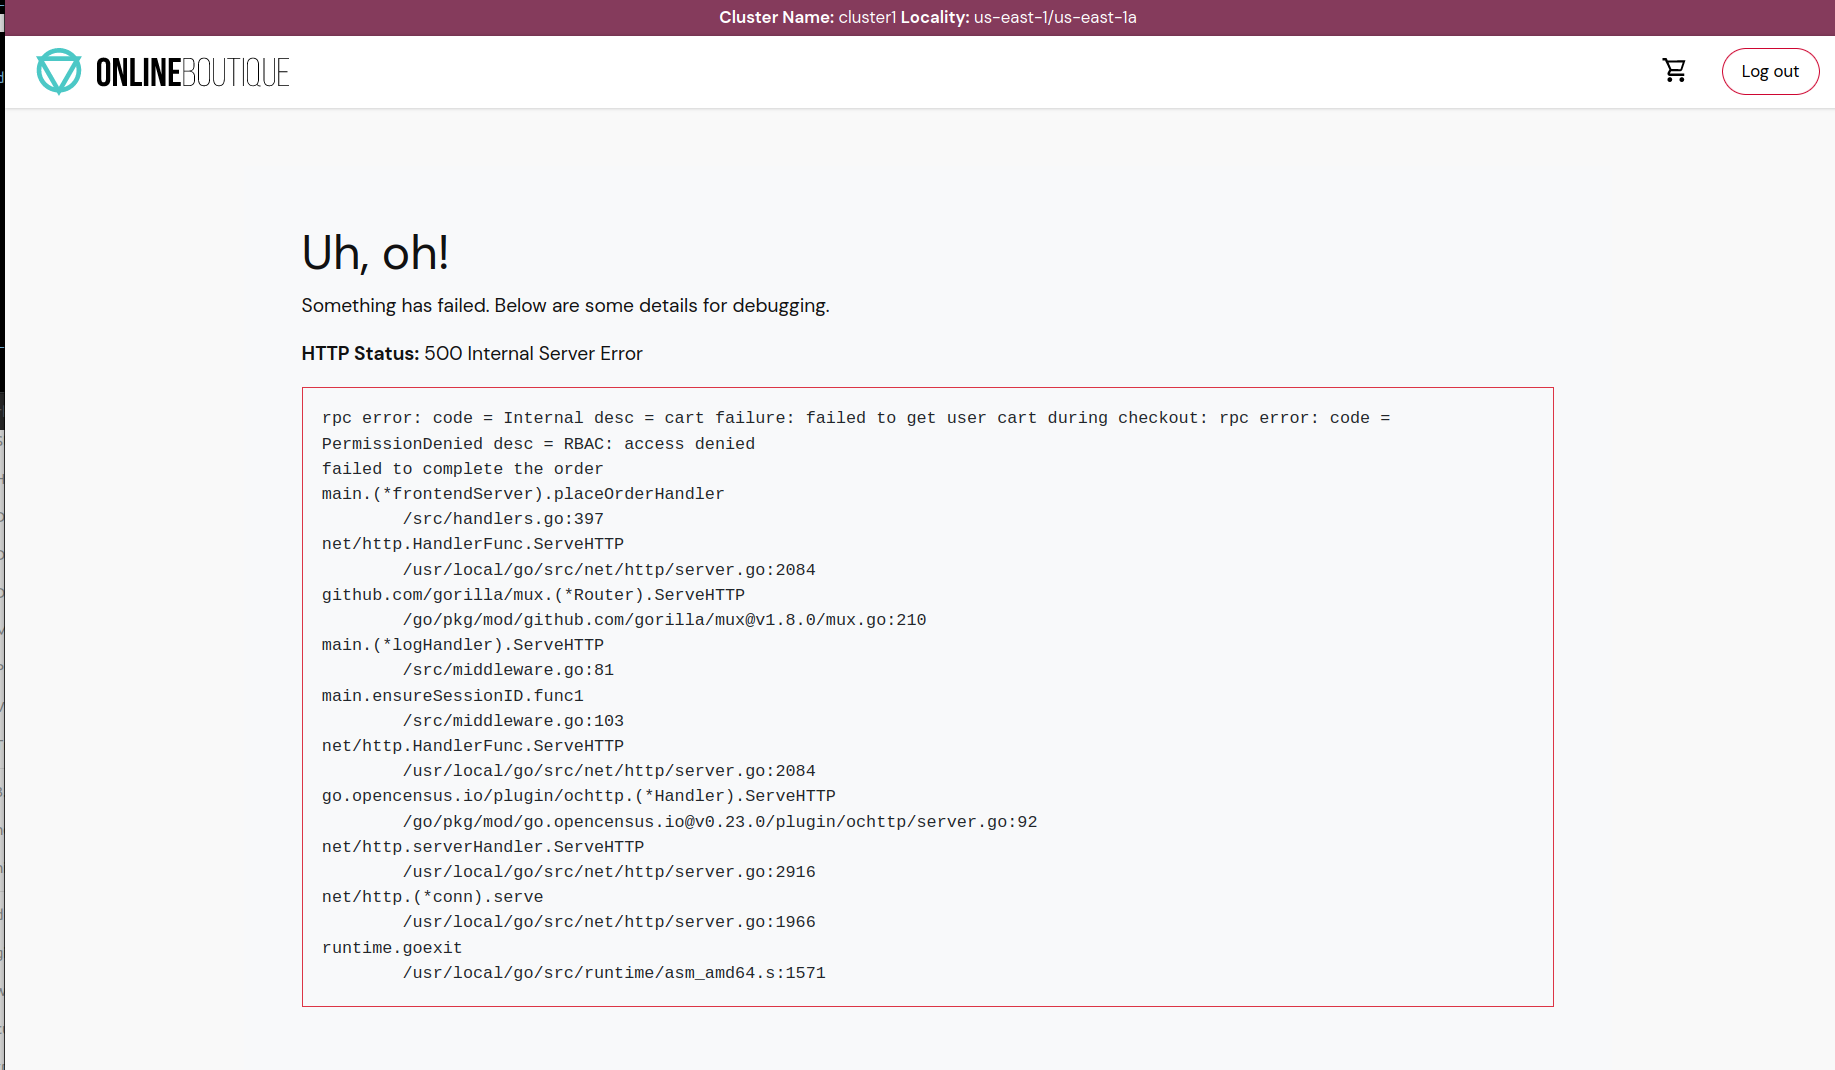 Cluster Name: cluster1 Locality: us-east-1/us-east-1a
ONLINEBOUTIQUE
Log out
Uh, oh!
Something has failed. Below are some details for debugging.
HTTP Status: 500 Internal Server Error
rpc error: code = Internal desc = cart failure: failed to get user cart during checkout: rpc error: code =
PermissionDenied desc = RBAC: access denied
failed to complete the order
main.(*frontendServer).placeOrderHandler
        /src/handlers.go:397
net/http.HandlerFunc.ServeHTTP
        /usr/local/go/src/net/http/server.go:2084
github.com/gorilla/mux.(*Router).ServeHTTP
        /go/pkg/mod/github.com/gorilla/mux@v1.8.0/mux.go:210
main.(*logHandler).ServeHTTP
        /src/middleware.go:81
main.ensureSessionID.func1
        /src/middleware.go:103
net/http.HandlerFunc.ServeHTTP
        /usr/local/go/src/net/http/server.go:2084
go.opencensus.io/plugin/ochttp.(*Handler).ServeHTTP
        /go/pkg/mod/go.opencensus.io@v0.23.0/plugin/ochttp/server.go:92
net/http.serverHandler.ServeHTTP
        /usr/local/go/src/net/http/server.go:2916
net/http.(*conn).serve
        /usr/local/go/src/net/http/server.go:1966
runtime.goexit
        /usr/local/go/src/runtime/asm_amd64.s:1571